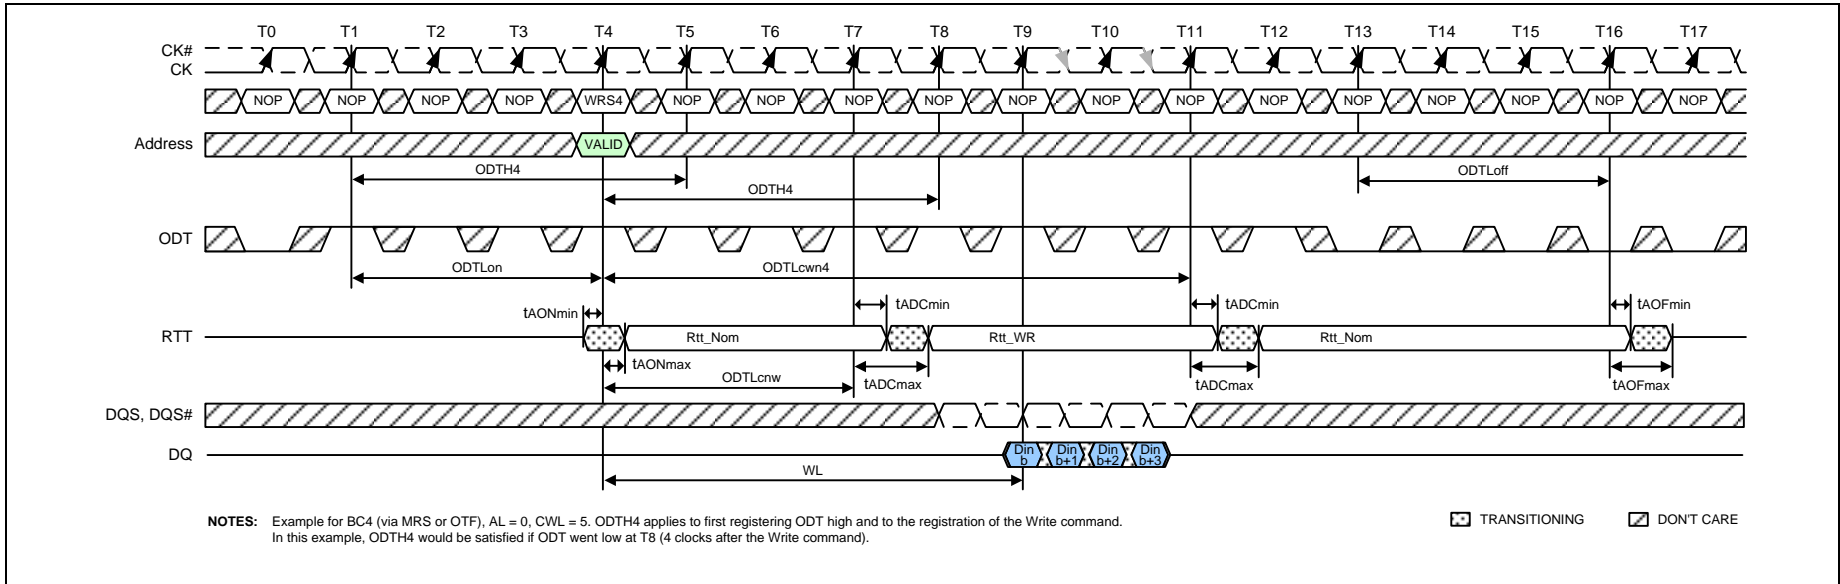 T0 T1 T2 T3 T4 T5 T6 T7 T8 T9 T10 T11 T12 T13 T14 T15 T16 T17
CK#
CK
NOP NOP NOP NOP WRS4 NOP NOP NOP NOP NOP NOP NOP NOP NOP NOP NOP NOP NOP
Address VALID
ODTH4 ODTLoff
ODTH4
ODT
ODTLon ODTLcwn4
tAONmin tADCmin tADCmin tAOFmin
RTT Rtt_Nom Rtt_WR Rtt_Nom
tAONmax
ODTLcnw tADCmax tADCmax tAOFmax
DQS, DQS#
DQ Din b Din b+1 Din b+2 Din b+3
WL
NOTES: Example for BC4 (via MRS or OTF), AL = 0, CWL = 5. ODTH4 applies to first registering ODT high and to the registration of the Write command.
In this example, ODTH4 would be satisfied if ODT went low at T8 (4 clocks after the Write command).
TRANSITIONING DON'T CARE